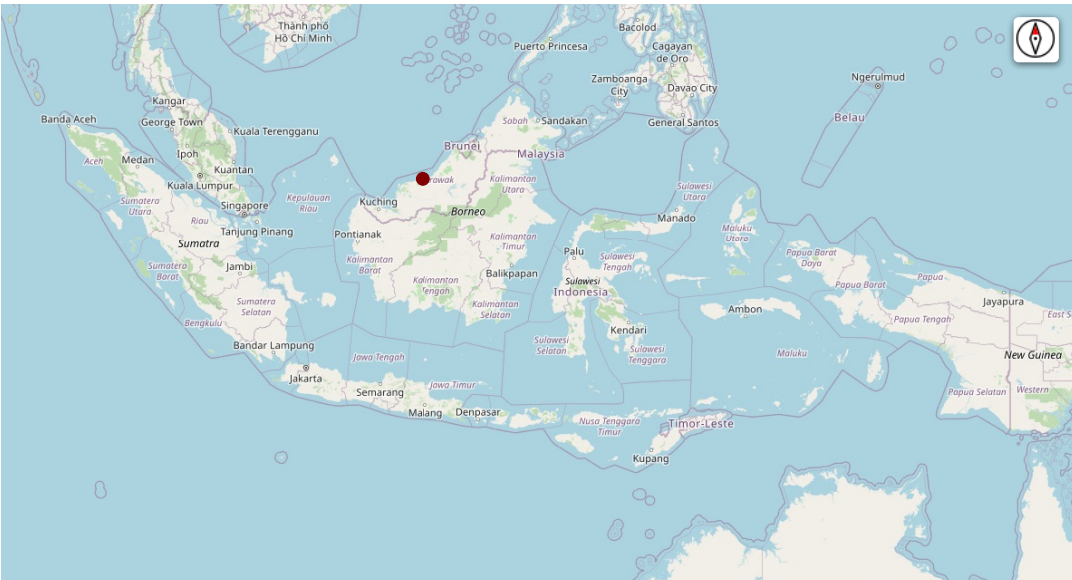 Thành phố
Hồ Chí Minh
Bacolod
Puerto Princesa
Cagayan
de Oro
Zamboanga
City
Davao City
Ngerulmud
Kangar
Banda Aceh
George Town
Kuala Terengganu
Sabah
Sandakan
General Santos
Belau
Brunei
Malaysia
Ipoh
Aceh
Medan
Kuantan
Kuala Lumpur
rawak
Kalimantan
Utara
Sulawesi
Utara
Sumatera
Utara
Kepulauan
Riau
Kuching
Singapore
Riau
Borneo
Manado
Tanjung Pinang
Pontianak
Maluku
Utara
Sumatra
Kalimantan
Timur
Palu
Papua Barat
Daya
Sumatera
Barat
Jambi
Kalimantan
Barat
Sulawesi
Tengah
Balikpapan
Papua
Kalimantan
Tengah
Sulawesi
Indonesia
Papua Barat
Sumatera
Selatan
Kalimantan
Selatan
Jayapura
Ambon
Papua Tengah
East S
Bengkulu
Kendari
Bandar Lampung
Sulawesi
Selatan
Sulawesi
Tenggara
Maluku
New Guinea
Jawa Tengah
Jakarta
Jawa Timur
Semarang
Papua Selatan
Western
Malang
Denpasar
Nusa Tenggara
Timur
Timor-Leste
Kupang